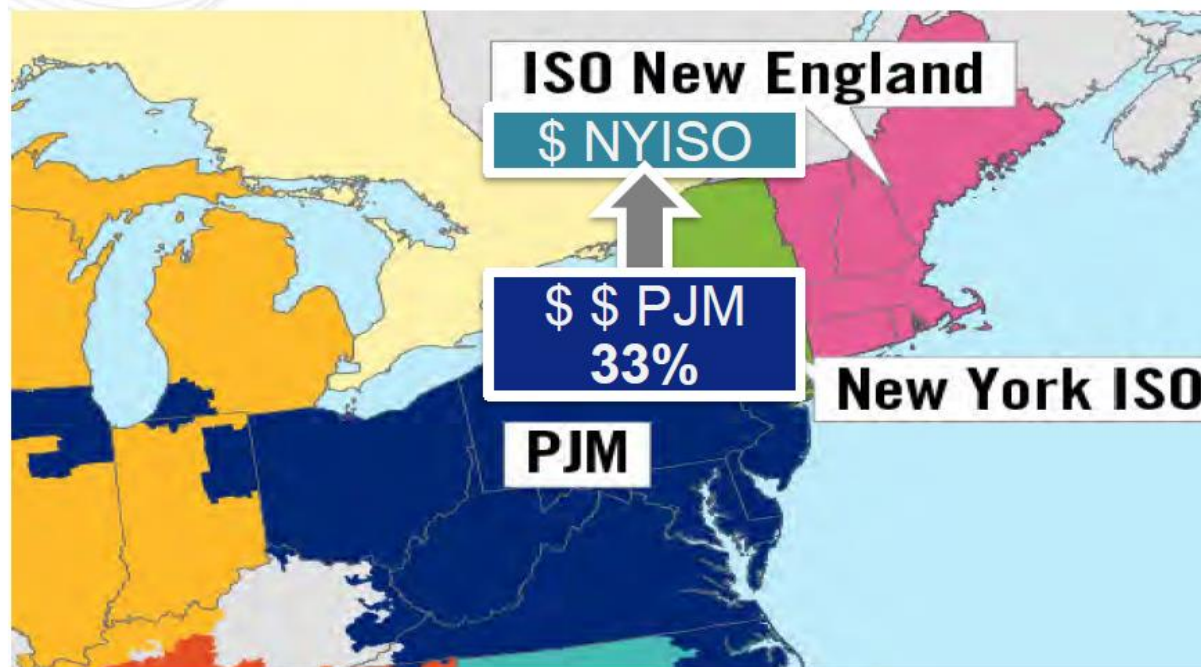 ISO New England
$ NYISO
$ $ PJM
33%
New York ISO
PJM